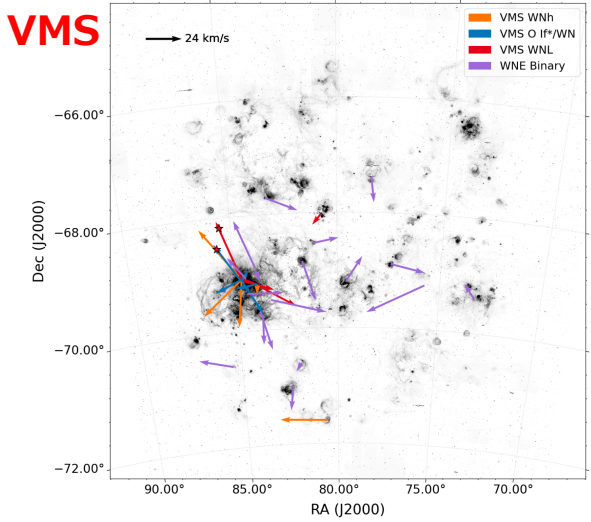 VMS
24 km/s
VMS WNh
VMS O If*/WN
VMS WNL
WNE Binary
−66.00°
−68.00°
−70.00°
−72.00°
Dec (J2000)
90.00° 85.00° 80.00° 75.00° 70.00°
RA (J2000)